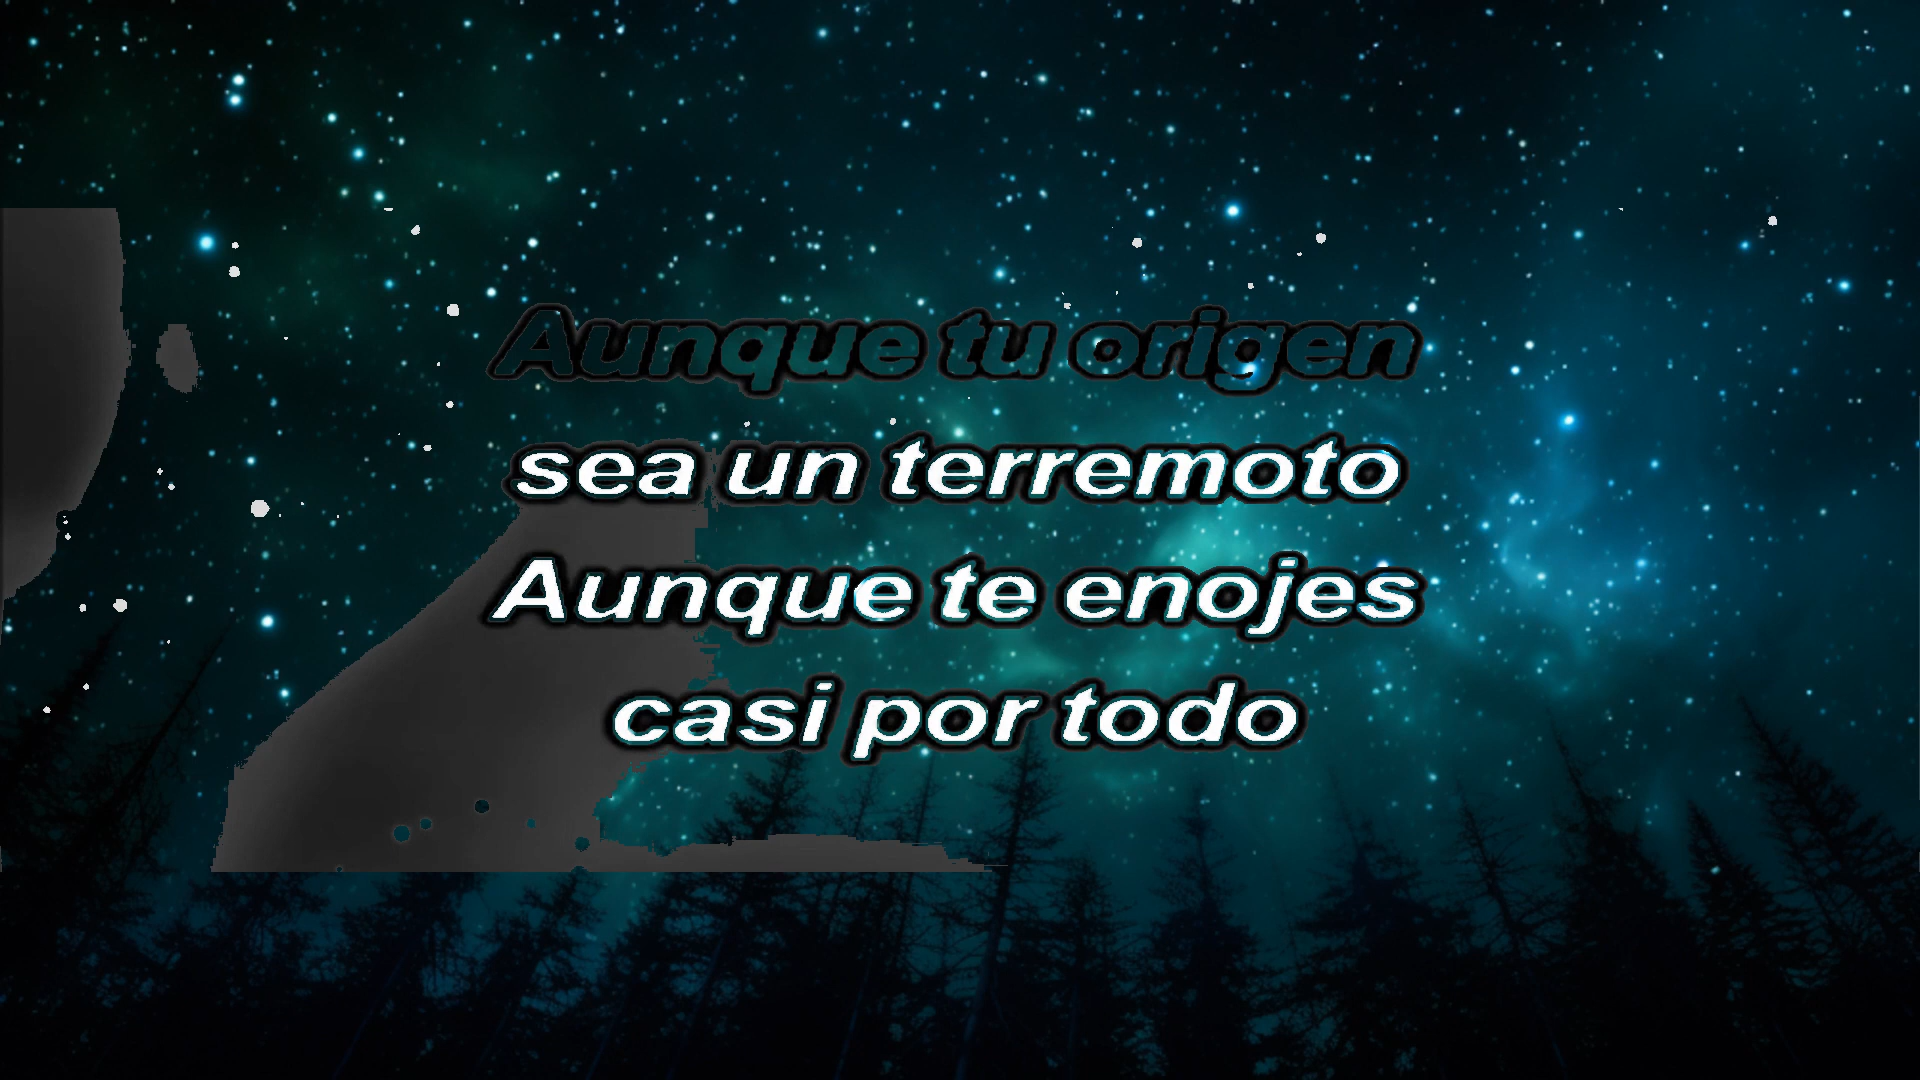 Aunque tu origen
sea un terremoto
Aunque te enojes
casi por todo